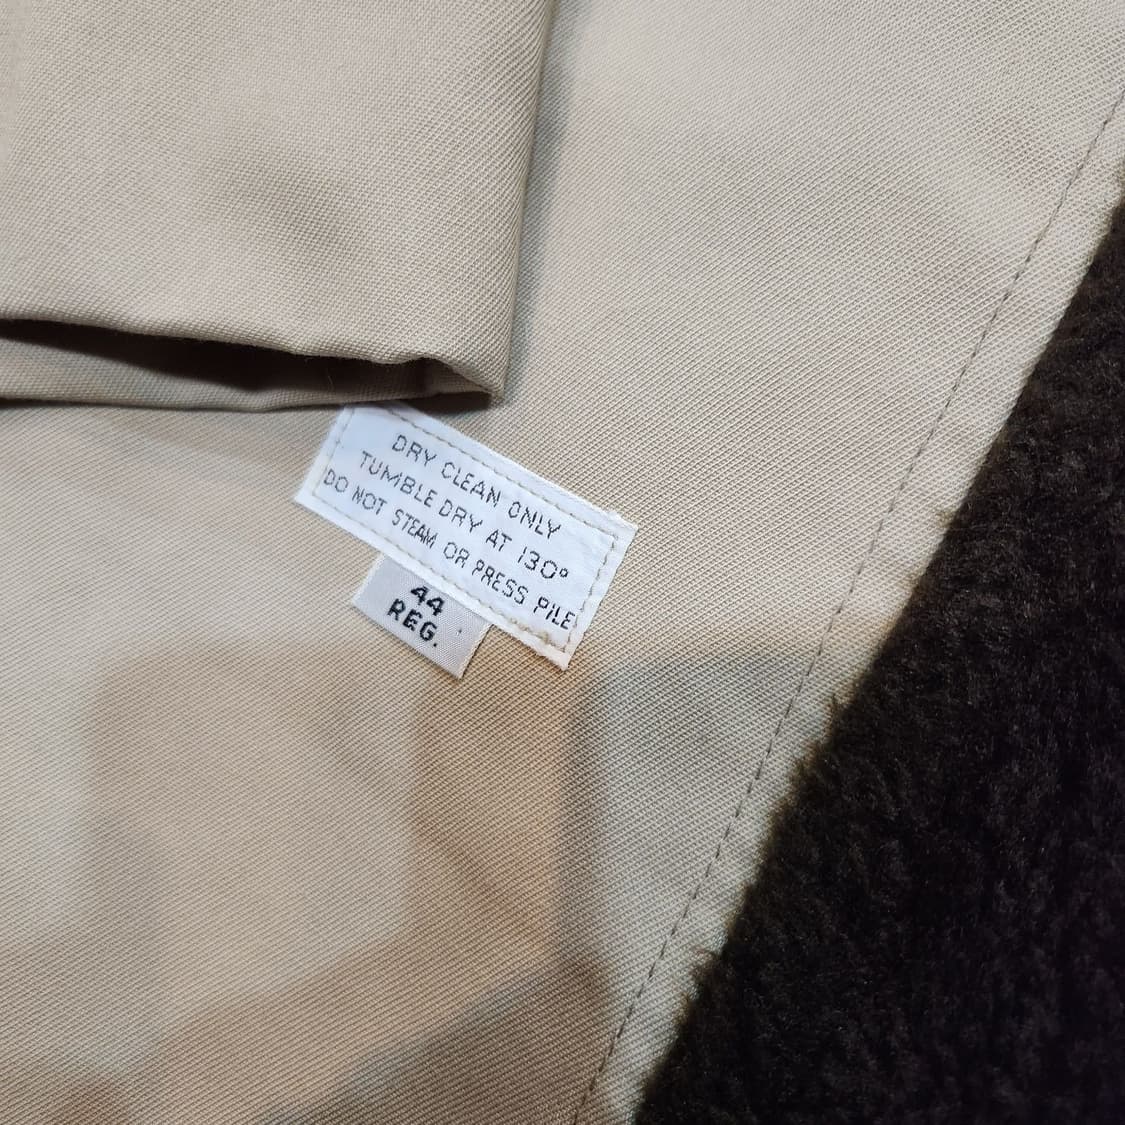 DRY CLEAN ONLY
TUMBLE DRY AT 130°
DO NOT STEAM OR PRESS PILE
44
REG.